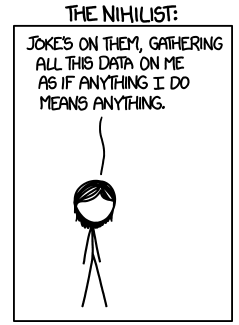 THE NIHILIST:
JOKE'S ON THEM, GATHERING
ALL THIS DATA ON ME
AS IF ANYTHING I DO
MEANS ANYTHING.